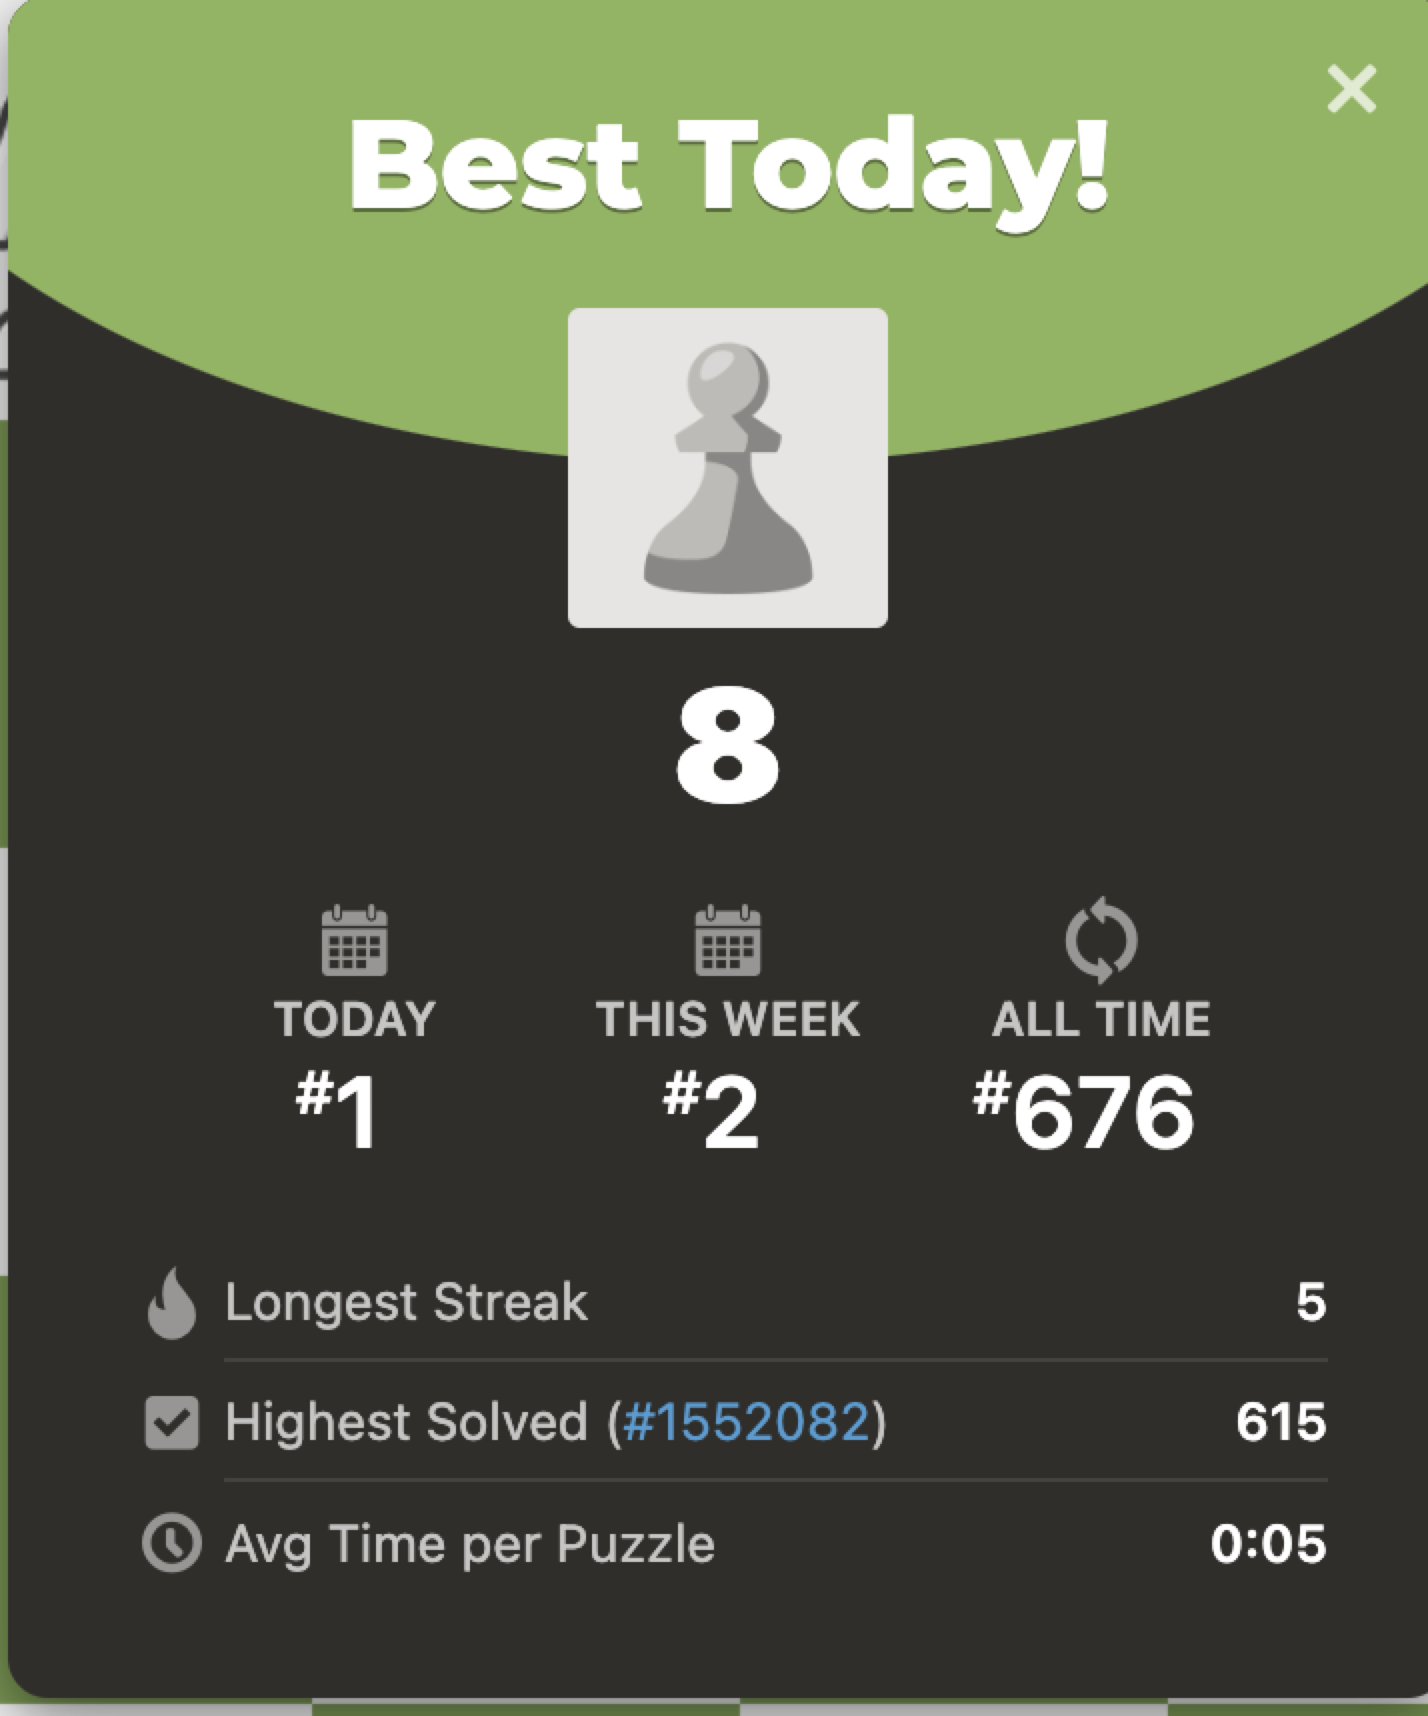 Best Today!
8
TODAY
THIS WEEK
ALL TIME
#1
#2
#676
Longest Streak 5
Highest Solved (#1552082) 615
Avg Time per Puzzle 0:05